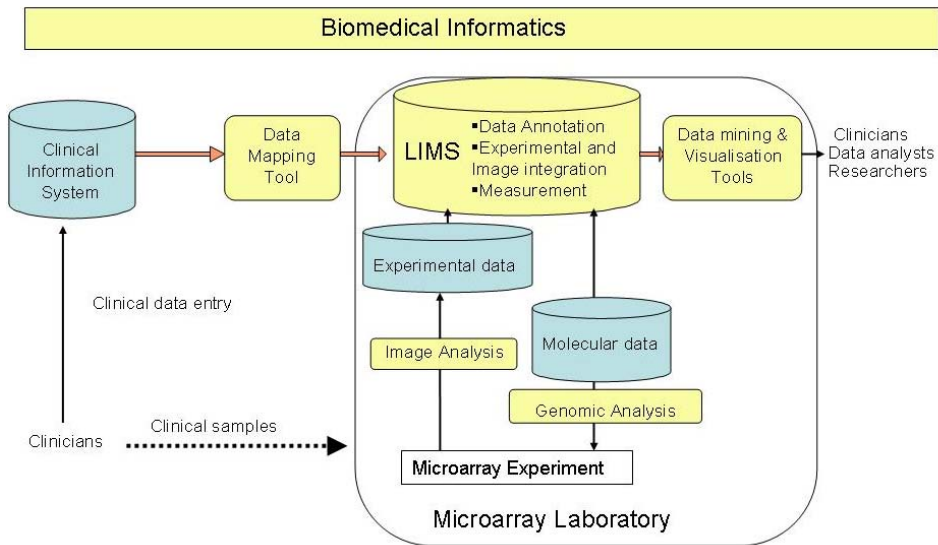 Biomedical Informatics
Clinical
Information
System
Data
Mapping
Tool
LIMS
▪Data Annotation
▪Experimental and
Image integration
▪Measurement
Data mining &
Visualisation
Tools
Clinicians
Data analysts
Researchers
Experimental data
Clinical data entry
Image Analysis
Molecular data
Genomic Analysis
Clinicians
Clinical samples
Microarray Experiment
Microarray Laboratory